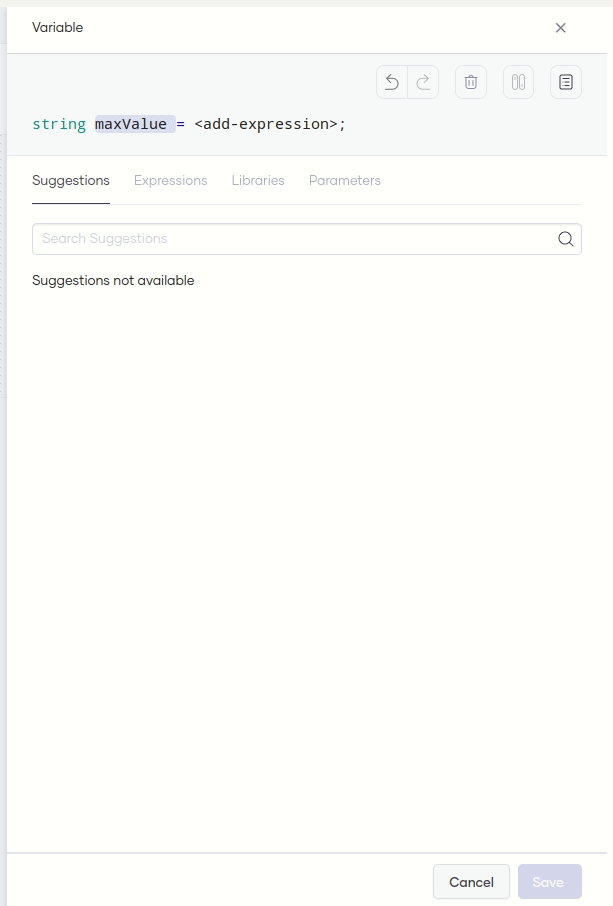 Variable
string maxValue = <add-expression>;
Suggestions Expressions Libraries Parameters
Search Suggestions
Suggestions not available
Cancel Save